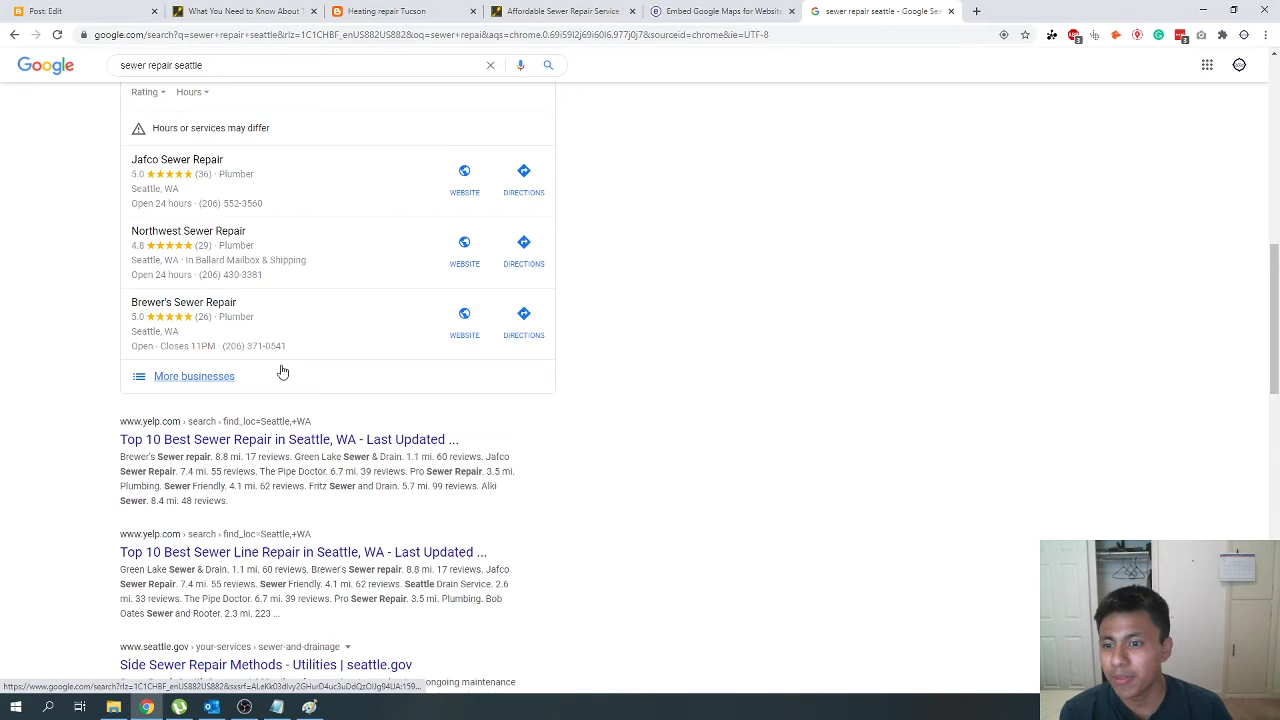 Post: Edit
What You Need to Know About T
Heating repair Tucson
Affordable Sewer Repair Service
Embed Google Maps for Website
sewer repair seattle - Google Se
google.com/search?q=sewer+repair+seattle&rlz=1C1CHBF_enUS882US882&oq=sewer+repai&aqs=chrome.0.69i59l2j69i60l6.977j0j7&sourceid=chrome&ie=UTF-8
Google
sewer repair seattle
Rating Hours
Hours or services may differ
Jafco Sewer Repair
5.0 (36) · Plumber
Seattle, WA
Open 24 hours · (206) 552-3560
WEBSITE DIRECTIONS
Northwest Sewer Repair
4.8 (29) · Plumber
Seattle, WA · In Ballard Mailbox & Shipping
Open 24 hours · (206) 430-3381
WEBSITE DIRECTIONS
Brewer's Sewer Repair
5.0 (26) · Plumber
Seattle, WA
Open · Closes 11PM · (206) 371-0541
WEBSITE DIRECTIONS
More businesses
www.yelp.com › search › find_loc=Seattle,+WA
Top 10 Best Sewer Repair in Seattle, WA - Last Updated ...
Brewer's Sewer repair. 8.8 mi. 17 reviews. Green Lake Sewer & Drain. 1.1 mi. 60 reviews. Jafco
Sewer Repair. 7.4 mi. 55 reviews. The Pipe Doctor. 6.7 mi. 39 reviews. Pro Sewer Repair. 3.5 mi.
Plumbing. Sewer Friendly. 4.1 mi. 62 reviews. Fritz Sewer and Drain. 5.7 mi. 99 reviews. Alki
Sewer. 8.4 mi. 48 reviews.
www.yelp.com › search › find_loc=Seattle,+WA
Top 10 Best Sewer Line Repair in Seattle, WA - Last Updated ...
Green Lake Sewer & Drain. 1.1 mi. 60 reviews. Brewer's Sewer repair. 8.8 mi. 17 reviews. Jafco
Sewer Repair. 7.4 mi. 55 reviews. Sewer Friendly. 4.1 mi. 62 reviews. Seattle Drain Service. 2.6
mi. 33 reviews. The Pipe Doctor. 6.7 mi. 39 reviews. Pro Sewer Repair. 3.5 mi. Plumbing. Bob
Oates Sewer and Rooter. 2.3 mi. 223 ...
www.seattle.gov › your-services › sewer-and-drainage
Side Sewer Repair Methods - Utilities | seattle.gov
ongoing maintenance